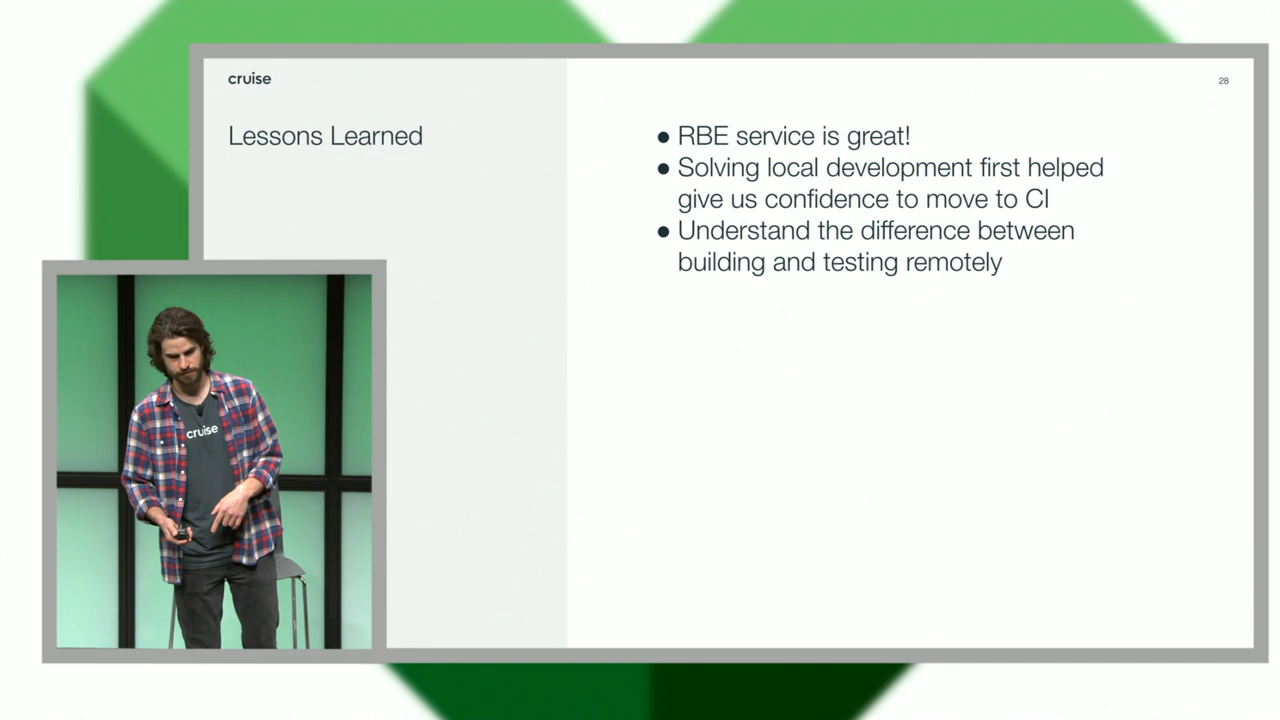 cruise
28
Lessons Learned
● RBE service is great!
● Solving local development first helped
give us confidence to move to CI
● Understand the difference between
building and testing remotely
cruise